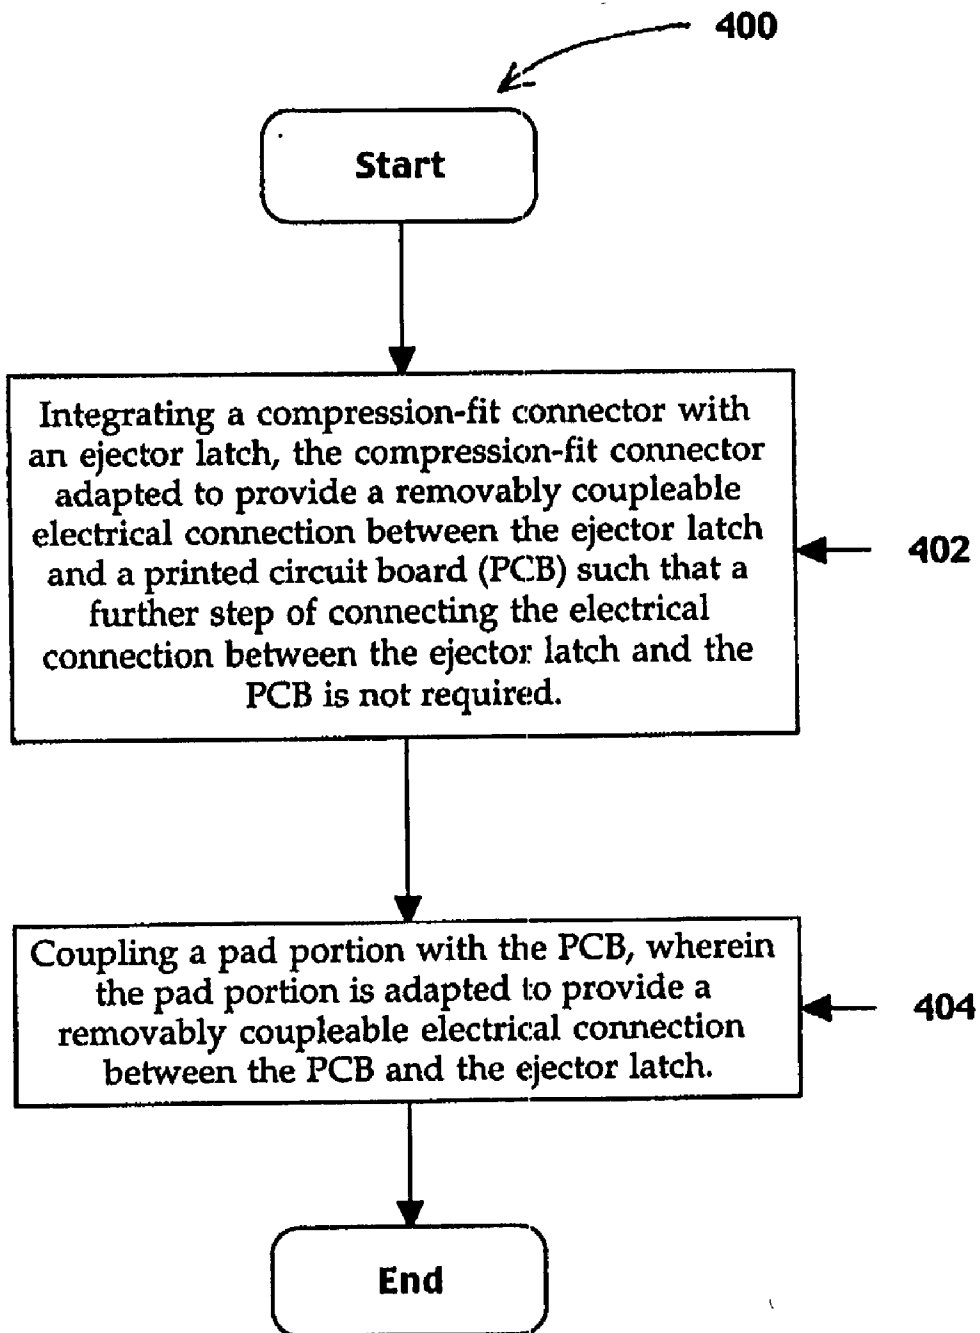 400
Start
Integrating a compression-fit connector with
an ejector latch, the compression-fit connector
adapted to provide a removably coupleable
electrical connection between the ejector latch
and a printed circuit board (PCB) such that a
further step of connecting the electrical
connection between the ejector latch and the
PCB is not required.
402
Coupling a pad portion with the PCB, wherein
the pad portion is adapted to provide a
removably coupleable electrical connection
between the PCB and the ejector latch.
404
End